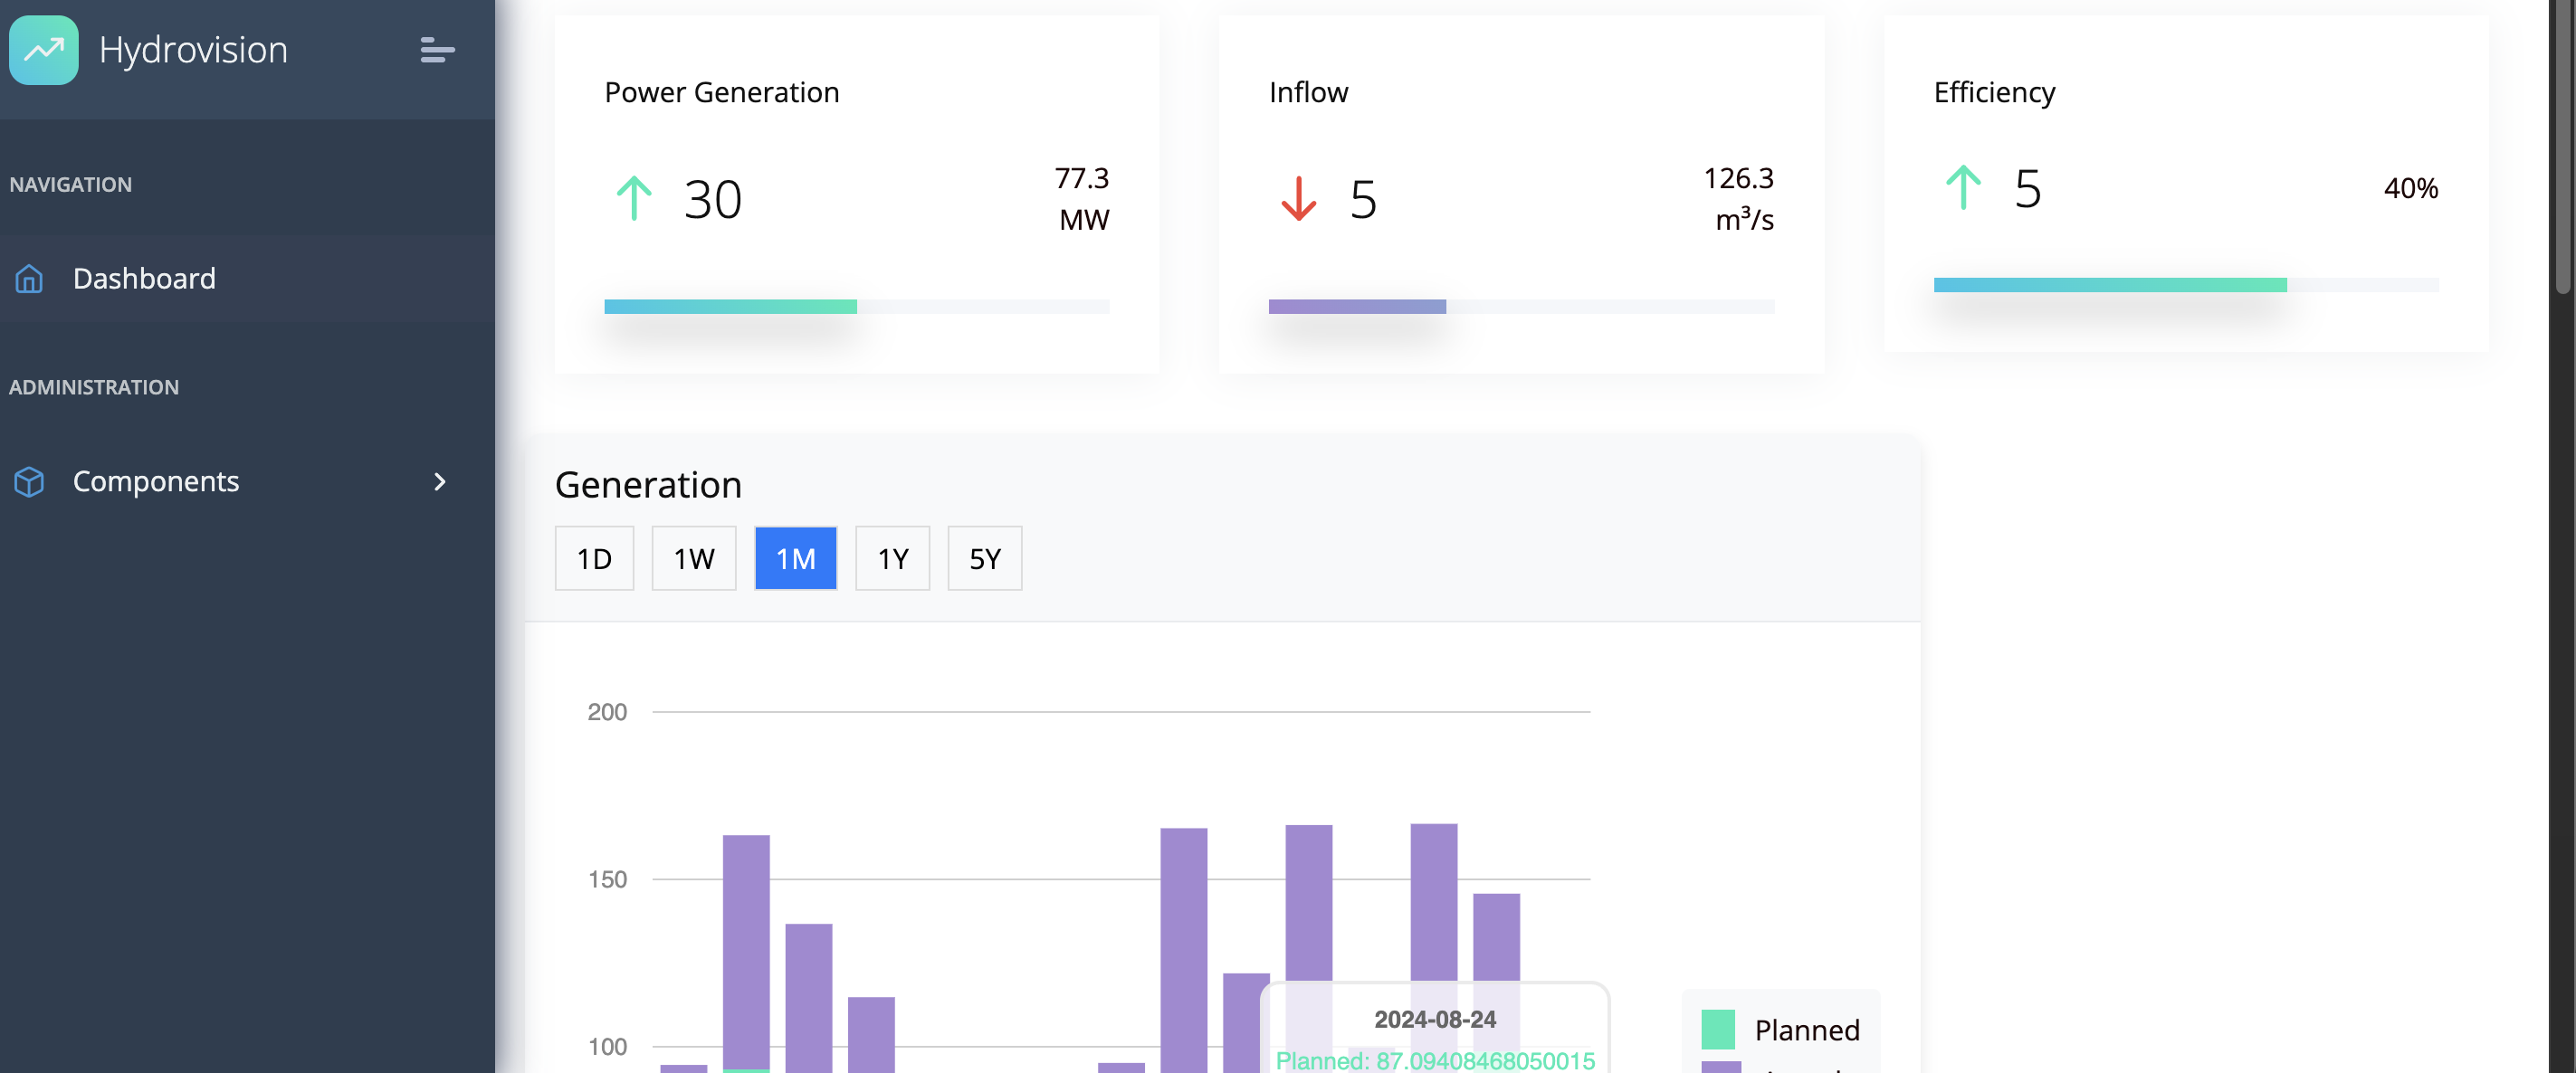 Hydrovision
NAVIGATION
Dashboard
ADMINISTRATION
Components
Power Generation
30
77.3
MW
Inflow
5
126.3
m³/s
Efficiency
5
40%
Generation
1D 1W 1M 1Y 5Y
200
150
100
2024-08-24
Planned: 87.09408468050015
Planned